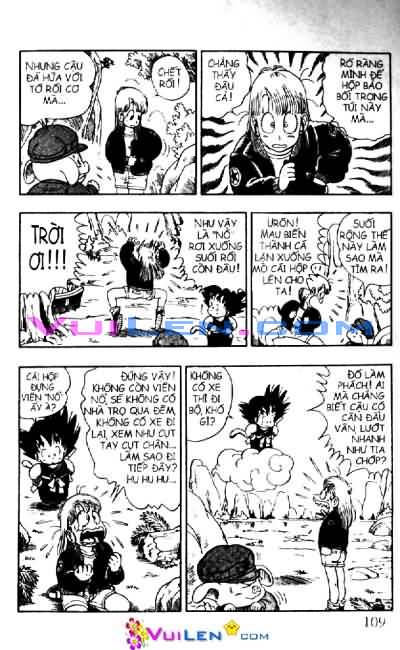 RÕ RÀNG
MÌNH ĐỂ
HỘP BẢO
BỐI TRONG
TÚI NÀY
MÀ...
CHẲNG
THẤY
ĐÂU
CẢ!
CHẾT
RỒI!
NHƯNG CẬU
ĐÃ HỨA VỚI
TỚ RỒI CƠ
MÀ...
SUỐI
RỘNG THẾ
NÀY LÀM
SAO MÀ
TÌM RA!
URÔN!
MAU BIẾN
THÀNH CÁ
LẶN XUỐNG
MÒ CÁI HỘP
LÊN CHO
TA!
NHƯ VẬY
LÀ "NÓ"
RƠI XUỐNG
SUỐI RỒI
CÒN ĐÂU!
TRỜI
ƠI!!!
VUILEN.COM
CÁI HỘP
ĐỰNG
VIÊN "NÓ"
ẤY À?
ĐÚNG VẬY!
KHÔNG CÒN VIÊN
NÓ, SẼ KHÔNG CÓ
NHÀ TRỌ QUA ĐÊM,
KHÔNG CÓ XE ĐI
LẠI, XEM NHƯ CỤT
TAY CỤT CHÂN...
LÀM SAO ĐI
TIẾP ĐÂY?
HU HU HU...
KHÔNG
CÓ XE
THÌ ĐI
BỘ, KHÓ
GÌ?
ĐỒ LÀM
PHÁCH! AI
MÀ CHẲNG
BIẾT CẬU CÓ
CÂN ĐẨU
VÂN LƯỚT
NHANH
NHƯ TIA
CHỚP?
109
VUILEN.COM